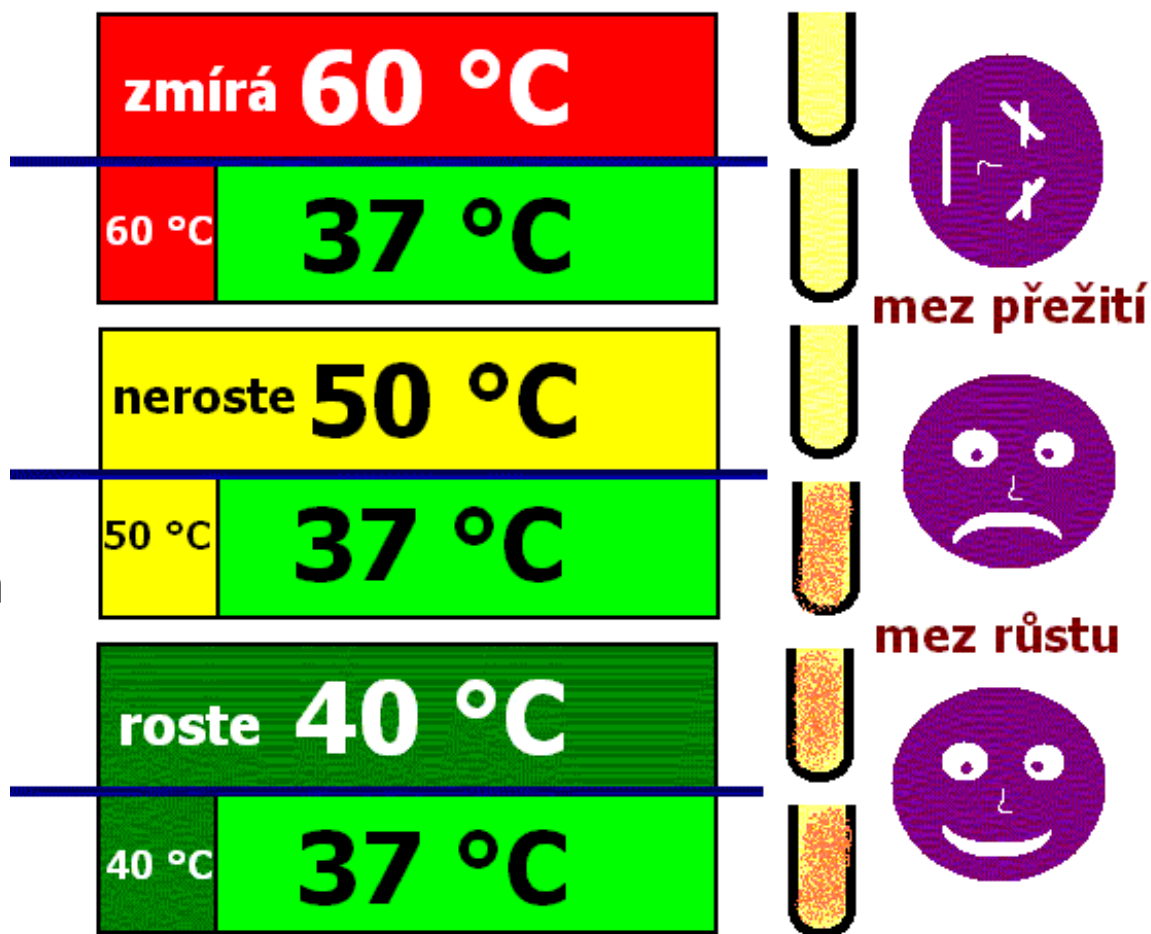 zmírá 60 °C
60 °C 37 °C
mez přežití
neroste 50 °C
50 °C 37 °C
mez růstu
roste 40 °C
40 °C 37 °C